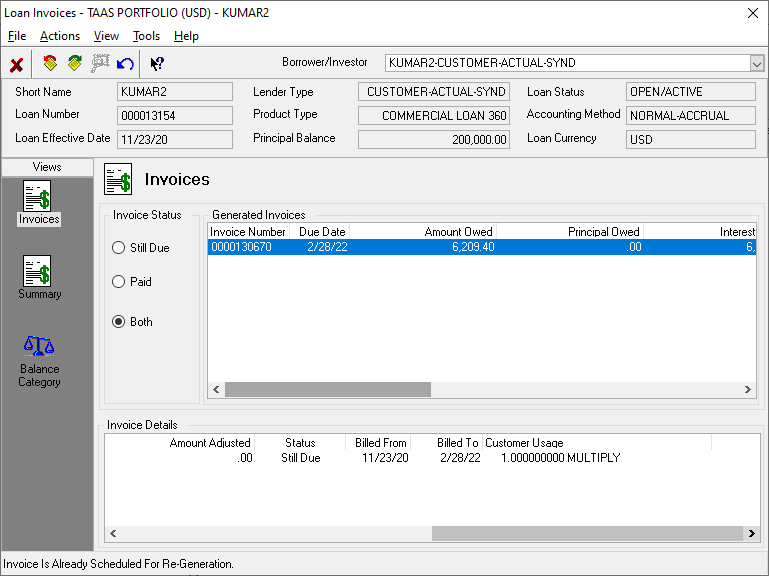 Loan Invoices - TAAS PORTFOLIO (USD) - KUMAR2
File Actions View Tools Help
Borrower/Investor KUMAR2-CUSTOMER-ACTUAL-SYND
Short Name KUMAR2 Lender Type CUSTOMER-ACTUAL-SYND Loan Status OPEN/ACTIVE
Loan Number 000013154 Product Type COMMERCIAL LOAN 360 Accounting Method NORMAL-ACCRUAL
Loan Effective Date 11/23/20 Principal Balance 200,000.00 Loan Currency USD
Views
Invoices
Summary
Balance
Category
Invoices
Invoice Status
Still Due
Paid
Both
Generated Invoices
Invoice Number Due Date Amount Owed Principal Owed Interest
0000130670 2/28/22 6,209.40 .00 6,
Invoice Details
Amount Adjusted Status Billed From Billed To Customer Usage
.00 Still Due 11/23/20 2/28/22 1.000000000 MULTIPLY
Invoice Is Already Scheduled For Re-Generation.